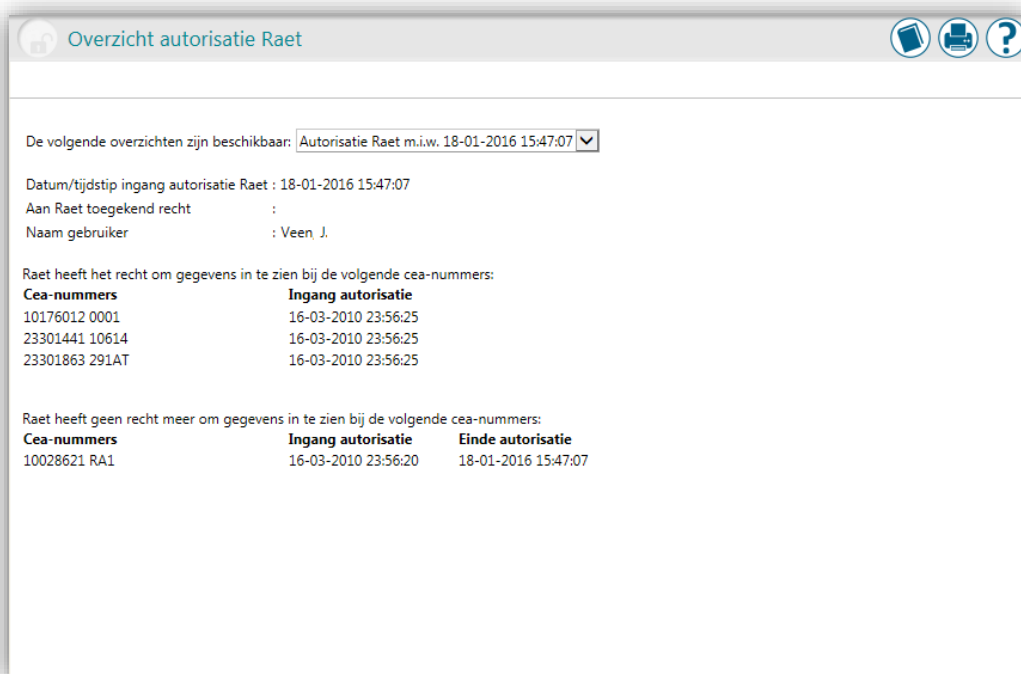 Overzicht autorisatie Raet
?
De volgende overzichten zijn beschikbaar: Autorisatie Raet m.i.w. 18-01-2016 15:47:07
Datum/tijdstip ingang autorisatie Raet : 18-01-2016 15:47:07
Aan Raet toegekend recht :
Naam gebruiker : Veen, J.
Raet heeft het recht om gegevens in te zien bij de volgende cea-nummers:
Cea-nummers Ingang autorisatie
10176012 0001 16-03-2010 23:56:25
23301441 10614 16-03-2010 23:56:25
23301863 291AT 16-03-2010 23:56:25
Raet heeft geen recht meer om gegevens in te zien bij de volgende cea-nummers:
Cea-nummers Ingang autorisatie Einde autorisatie
10028621 RA1 16-03-2010 23:56:20 18-01-2016 15:47:07